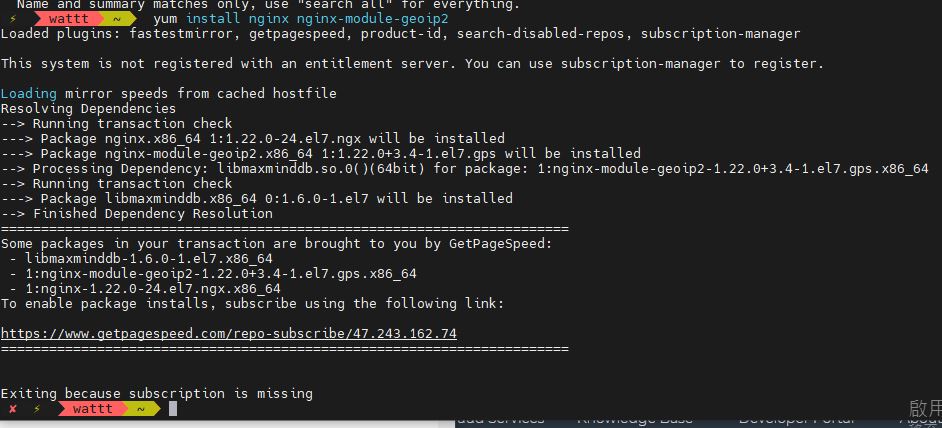 Name and summary matches only, use "search all" for everything.
⚡ wattt ~ yum install nginx nginx-module-geoip2
Loaded plugins: fastestmirror, getpagespeed, product-id, search-disabled-repos, subscription-manager
This system is not registered with an entitlement server. You can use subscription-manager to register.
Loading mirror speeds from cached hostfile
Resolving Dependencies
--> Running transaction check
---> Package nginx.x86_64 1:1.22.0-24.el7.ngx will be installed
---> Package nginx-module-geoip2.x86_64 1:1.22.0+3.4-1.el7.gps will be installed
--> Processing Dependency: libmaxminddb.so.0()(64bit) for package: 1:nginx-module-geoip2-1.22.0+3.4-1.el7.gps.x86_64
--> Running transaction check
---> Package libmaxminddb.x86_64 0:1.6.0-1.el7 will be installed
--> Finished Dependency Resolution
=======================================================================
Some packages in your transaction are brought to you by GetPageSpeed:
- libmaxminddb-1.6.0-1.el7.x86_64
- 1:nginx-module-geoip2-1.22.0+3.4-1.el7.gps.x86_64
- 1:nginx-1.22.0-24.el7.ngx.x86_64
To enable package installs, subscribe using the following link:
https://www.getpagespeed.com/repo-subscribe/47.243.162.74
=======================================================================
Exiting because subscription is missing
✘ ⚡ wattt ~
啟用
Services Knowledge Base Developer Portal About